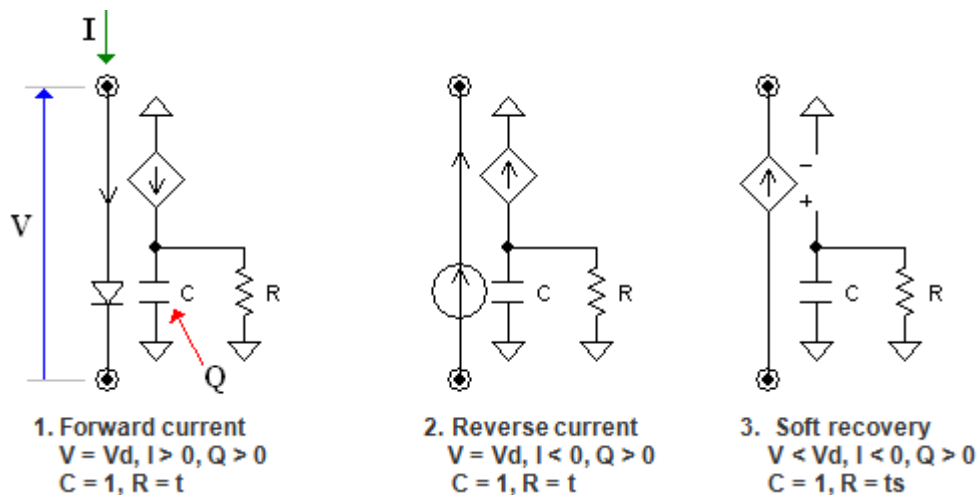 I
V
C
R
Q
1. Forward current
V = Vd, I > 0, Q > 0
C = 1, R = t
C
R
2. Reverse current
V = Vd, I < 0, Q > 0
C = 1, R = t
−
+
C
R
3. Soft recovery
V < Vd, I < 0, Q > 0
C = 1, R = ts